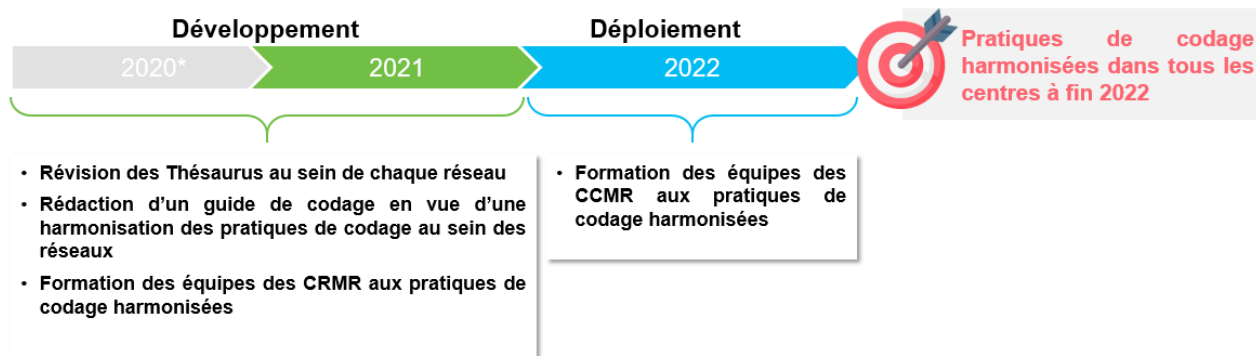 Développement
Déploiement
2020*
2021
2022
Pratiques de codage
harmonisées dans tous les
centres à fin 2022
• Révision des Thésaurus au sein de chaque réseau
• Rédaction d’un guide de codage en vue d’une
harmonisation des pratiques de codage au sein des
réseaux
• Formation des équipes des CRMR aux pratiques de
codage harmonisées
• Formation des équipes des
CCMR aux pratiques de
codage harmonisées